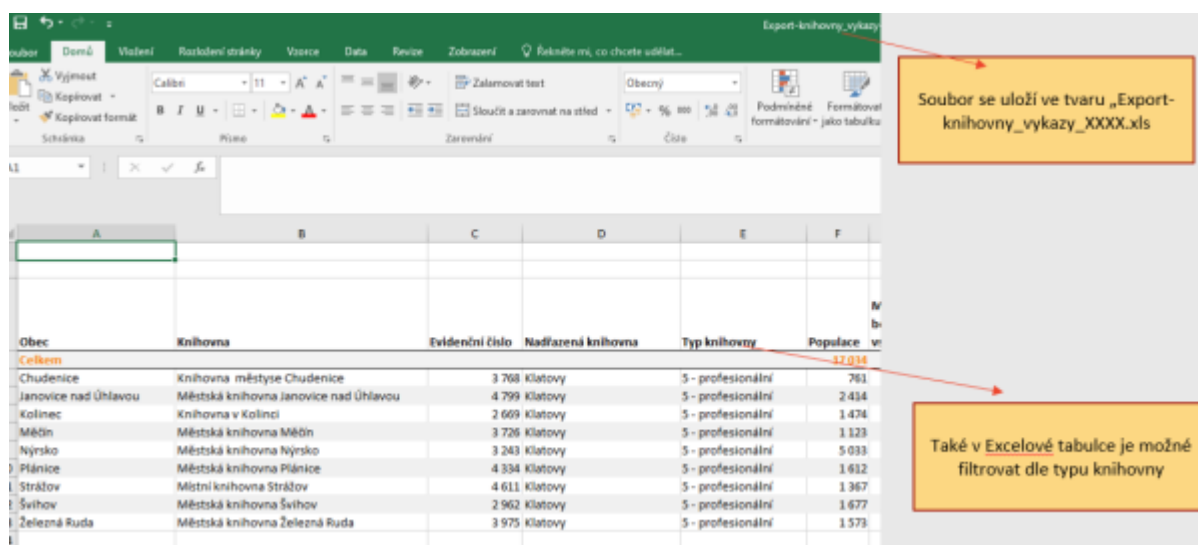 Export-knihovny_vykazy
Soubor Domů Vložení Rozložení stránky Vzorce Data Revize Zobrazení Řekněte mi, co chcete udělat...
Vyjmout
Kopírovat
Kopírovat formát
Schránka
Calibri 11
B I U
Písmo
Zalamovat text
Sloučit a zarovnat na střed
Zarovnání
Obecný
% 000
Číslo
Podmíněné
formátování
Formátovat
jako tabulku
A1
fx
A B C D E F
Obec Knihovna Evidenční číslo Nadřazená knihovna Typ knihovny Populace
Celkem 17 034
Chudenice Knihovna městyse Chudenice 3 768 Klatovy 5 - profesionální 761
Janovice nad Úhlavou Městská knihovna Janovice nad Úhlavou 4 799 Klatovy 5 - profesionální 2 414
Kolinec Knihovna v Kolinci 2 669 Klatovy 5 - profesionální 1 474
Měčín Městská knihovna Měčín 3 726 Klatovy 5 - profesionální 1 123
Nýrsko Městská knihovna Nýrsko 3 243 Klatovy 5 - profesionální 5 033
Plánice Městská knihovna Plánice 4 334 Klatovy 5 - profesionální 1 612
Strážov Místní knihovna Strážov 4 611 Klatovy 5 - profesionální 1 367
Švihov Městská knihovna Švihov 2 962 Klatovy 5 - profesionální 1 677
Železná Ruda Městská knihovna Železná Ruda 3 975 Klatovy 5 - profesionální 1 573
Soubor se uloží ve tvaru „Export-
knihovny_vykazy_XXXX.xls
Také v Excelové tabulce je možné
filtrovat dle typu knihovny